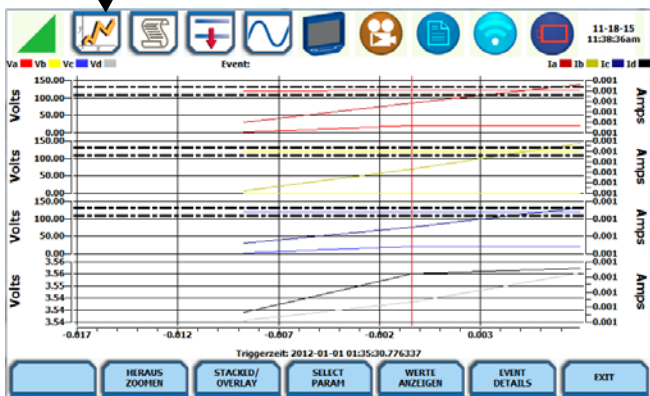 11-18-15
11:38:36am
Va Vb Vc Vd
Event:
Ia Ib Ic Id
Volts
150.00
100.00
50.00
0.00
-0.001
-0.001
-0.001
-0.001
-0.001
-0.001
Amps
Volts
150.00
100.00
50.00
0.00
-0.001
-0.001
-0.001
-0.001
-0.001
-0.001
Amps
Volts
150.00
100.00
50.00
0.00
-0.001
-0.001
-0.001
-0.001
Amps
Volts
3.56
3.56
3.55
3.54
3.54
3.54
-0.001
-0.001
-0.001
-0.001
-0.001
Amps
-0.017
-0.012
-0.007
-0.002
0.003
Triggerzeit: 2012-01-01 01:35:30.776337
HERAUS ZOOMEN
STACKED/ OVERLAY
SELECT PARAM
WERTE ANZEIGEN
EVENT DETAILS
EXIT